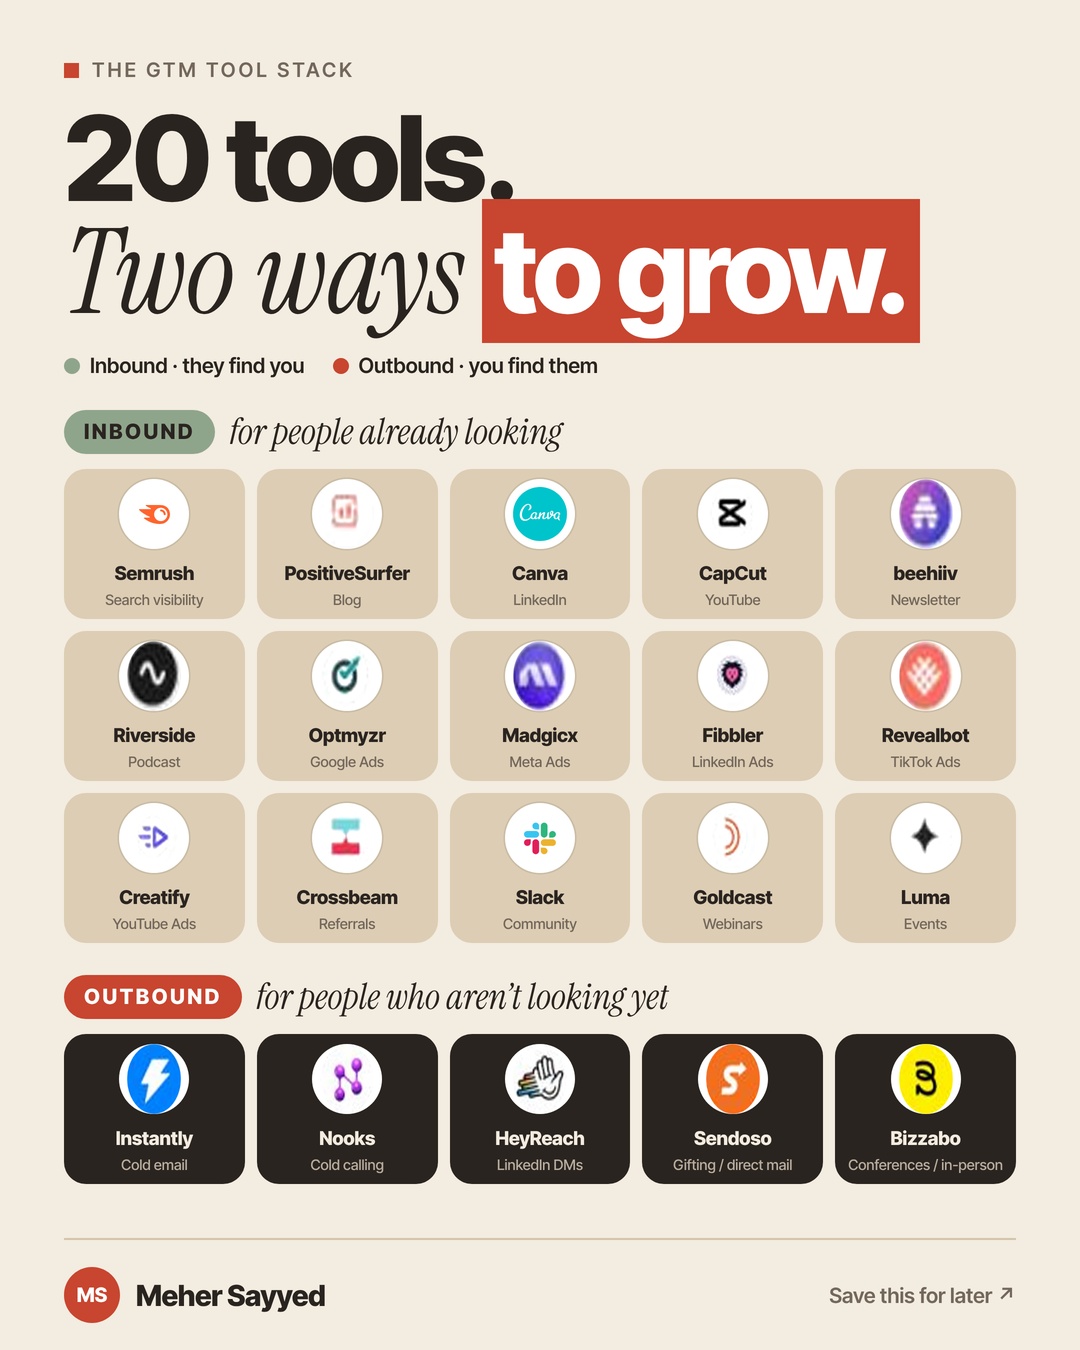 THE GTM TOOL STACK
20 tools.
Two ways to grow.
Inbound · they find you Outbound · you find them
INBOUND for people already looking
Canva
Semrush PositiveSurfer Canva CapCut beehiiv
Search visibility Blog LinkedIn YouTube Newsletter
Riverside Optmyzr Madgicx Fibbler Revealbot
Podcast Google Ads Meta Ads LinkedIn Ads TikTok Ads
Creatify Crossbeam Slack Goldcast Luma
YouTube Ads Referrals Community Webinars Events
OUTBOUND for people who aren’t looking yet
Instantly Nooks HeyReach Sendoso Bizzabo
Cold email Cold calling LinkedIn DMs Gifting / direct mail Conferences / in-person
MS Meher Sayyed Save this for later ↗